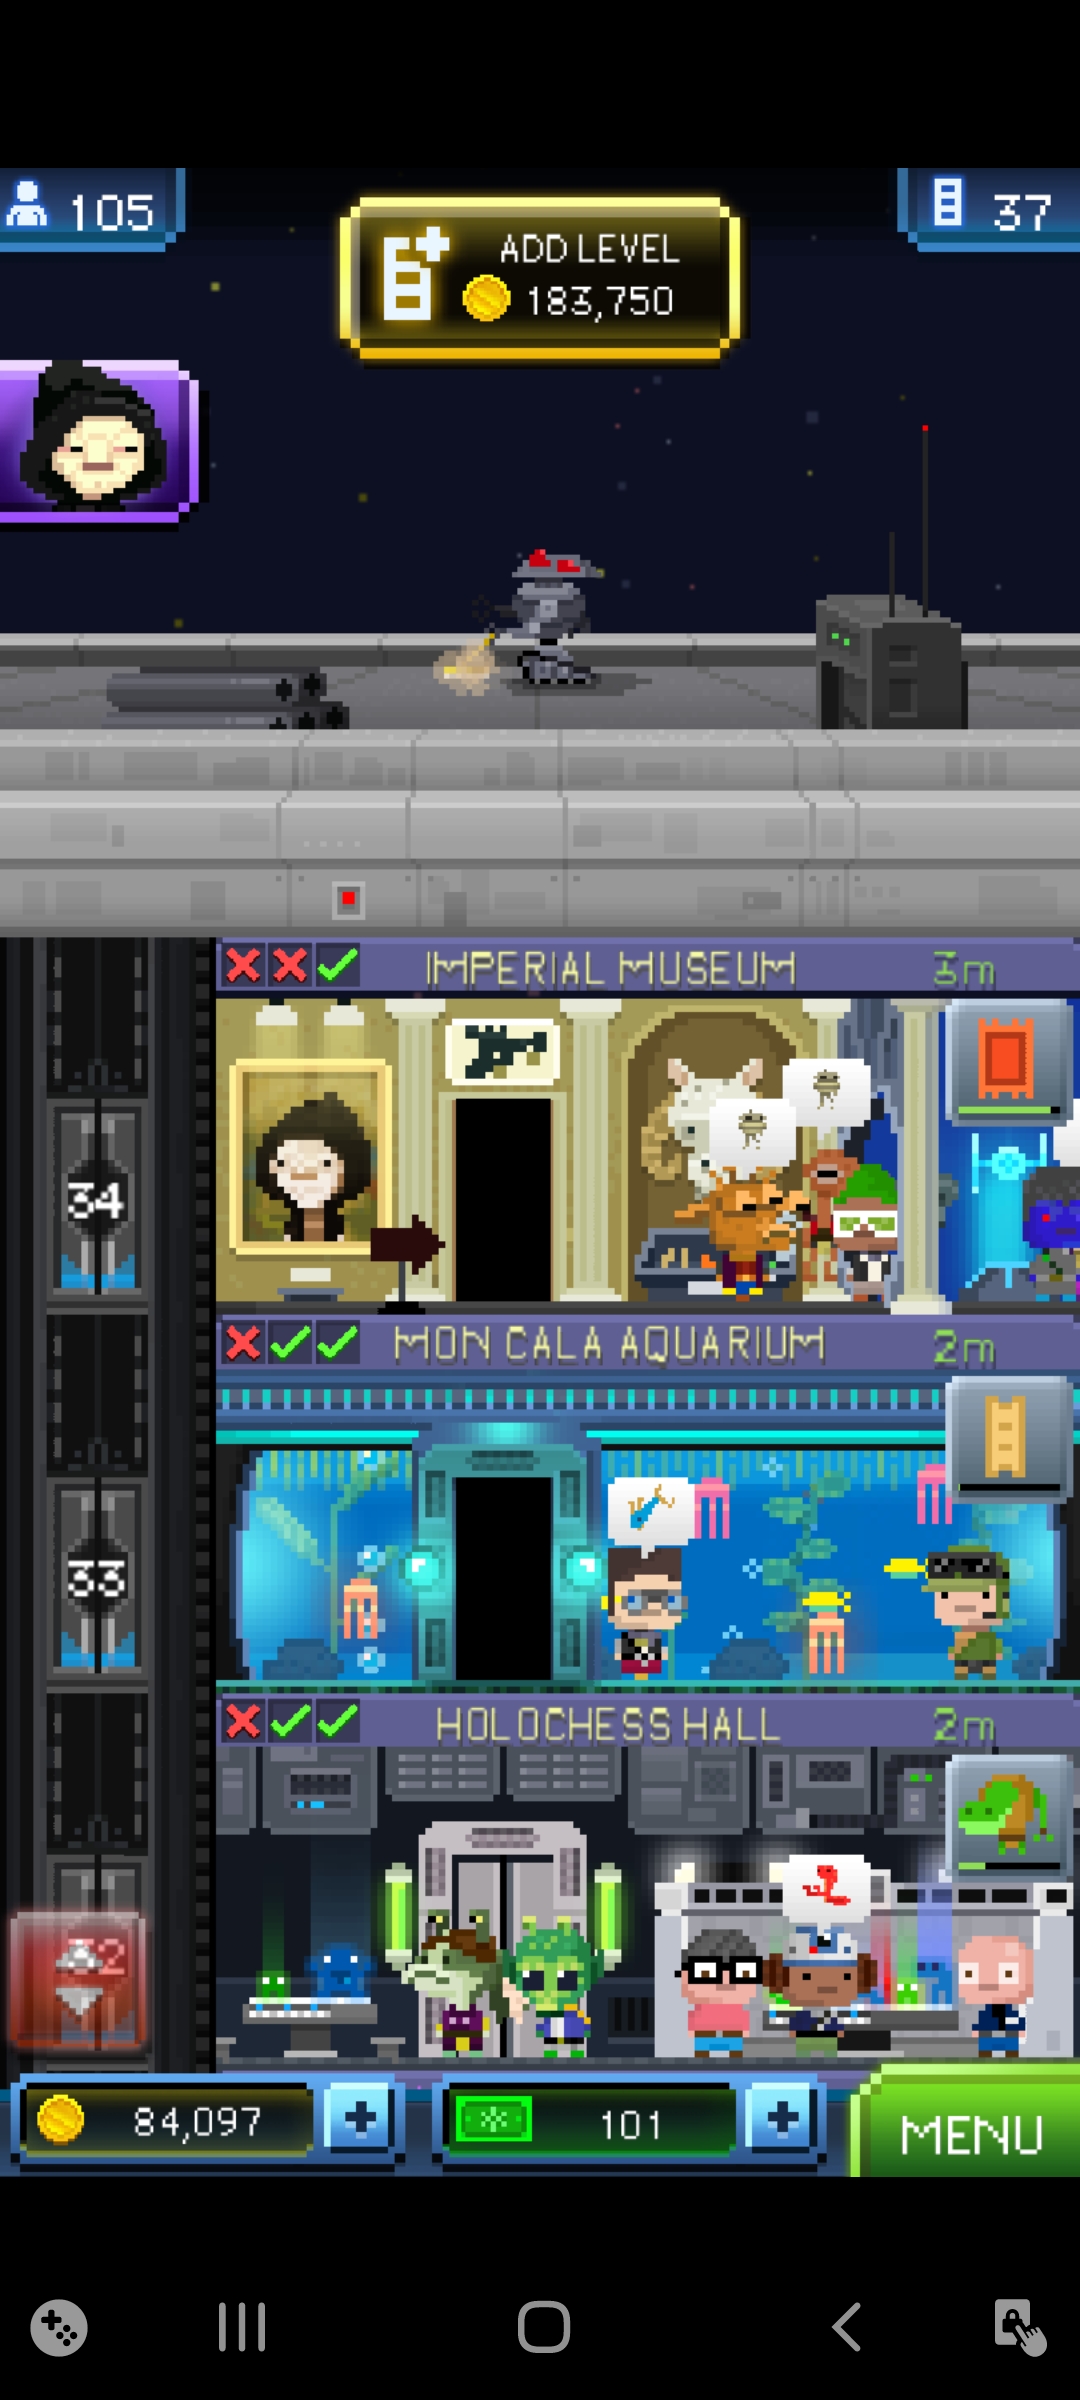 105
ADD LEVEL
183,750
37
IMPERIAL MUSEUM 3m
34
MON CALA AQUARIUM 2m
33
HOLOCHESS HALL 2m
32
84,097
101
MENU